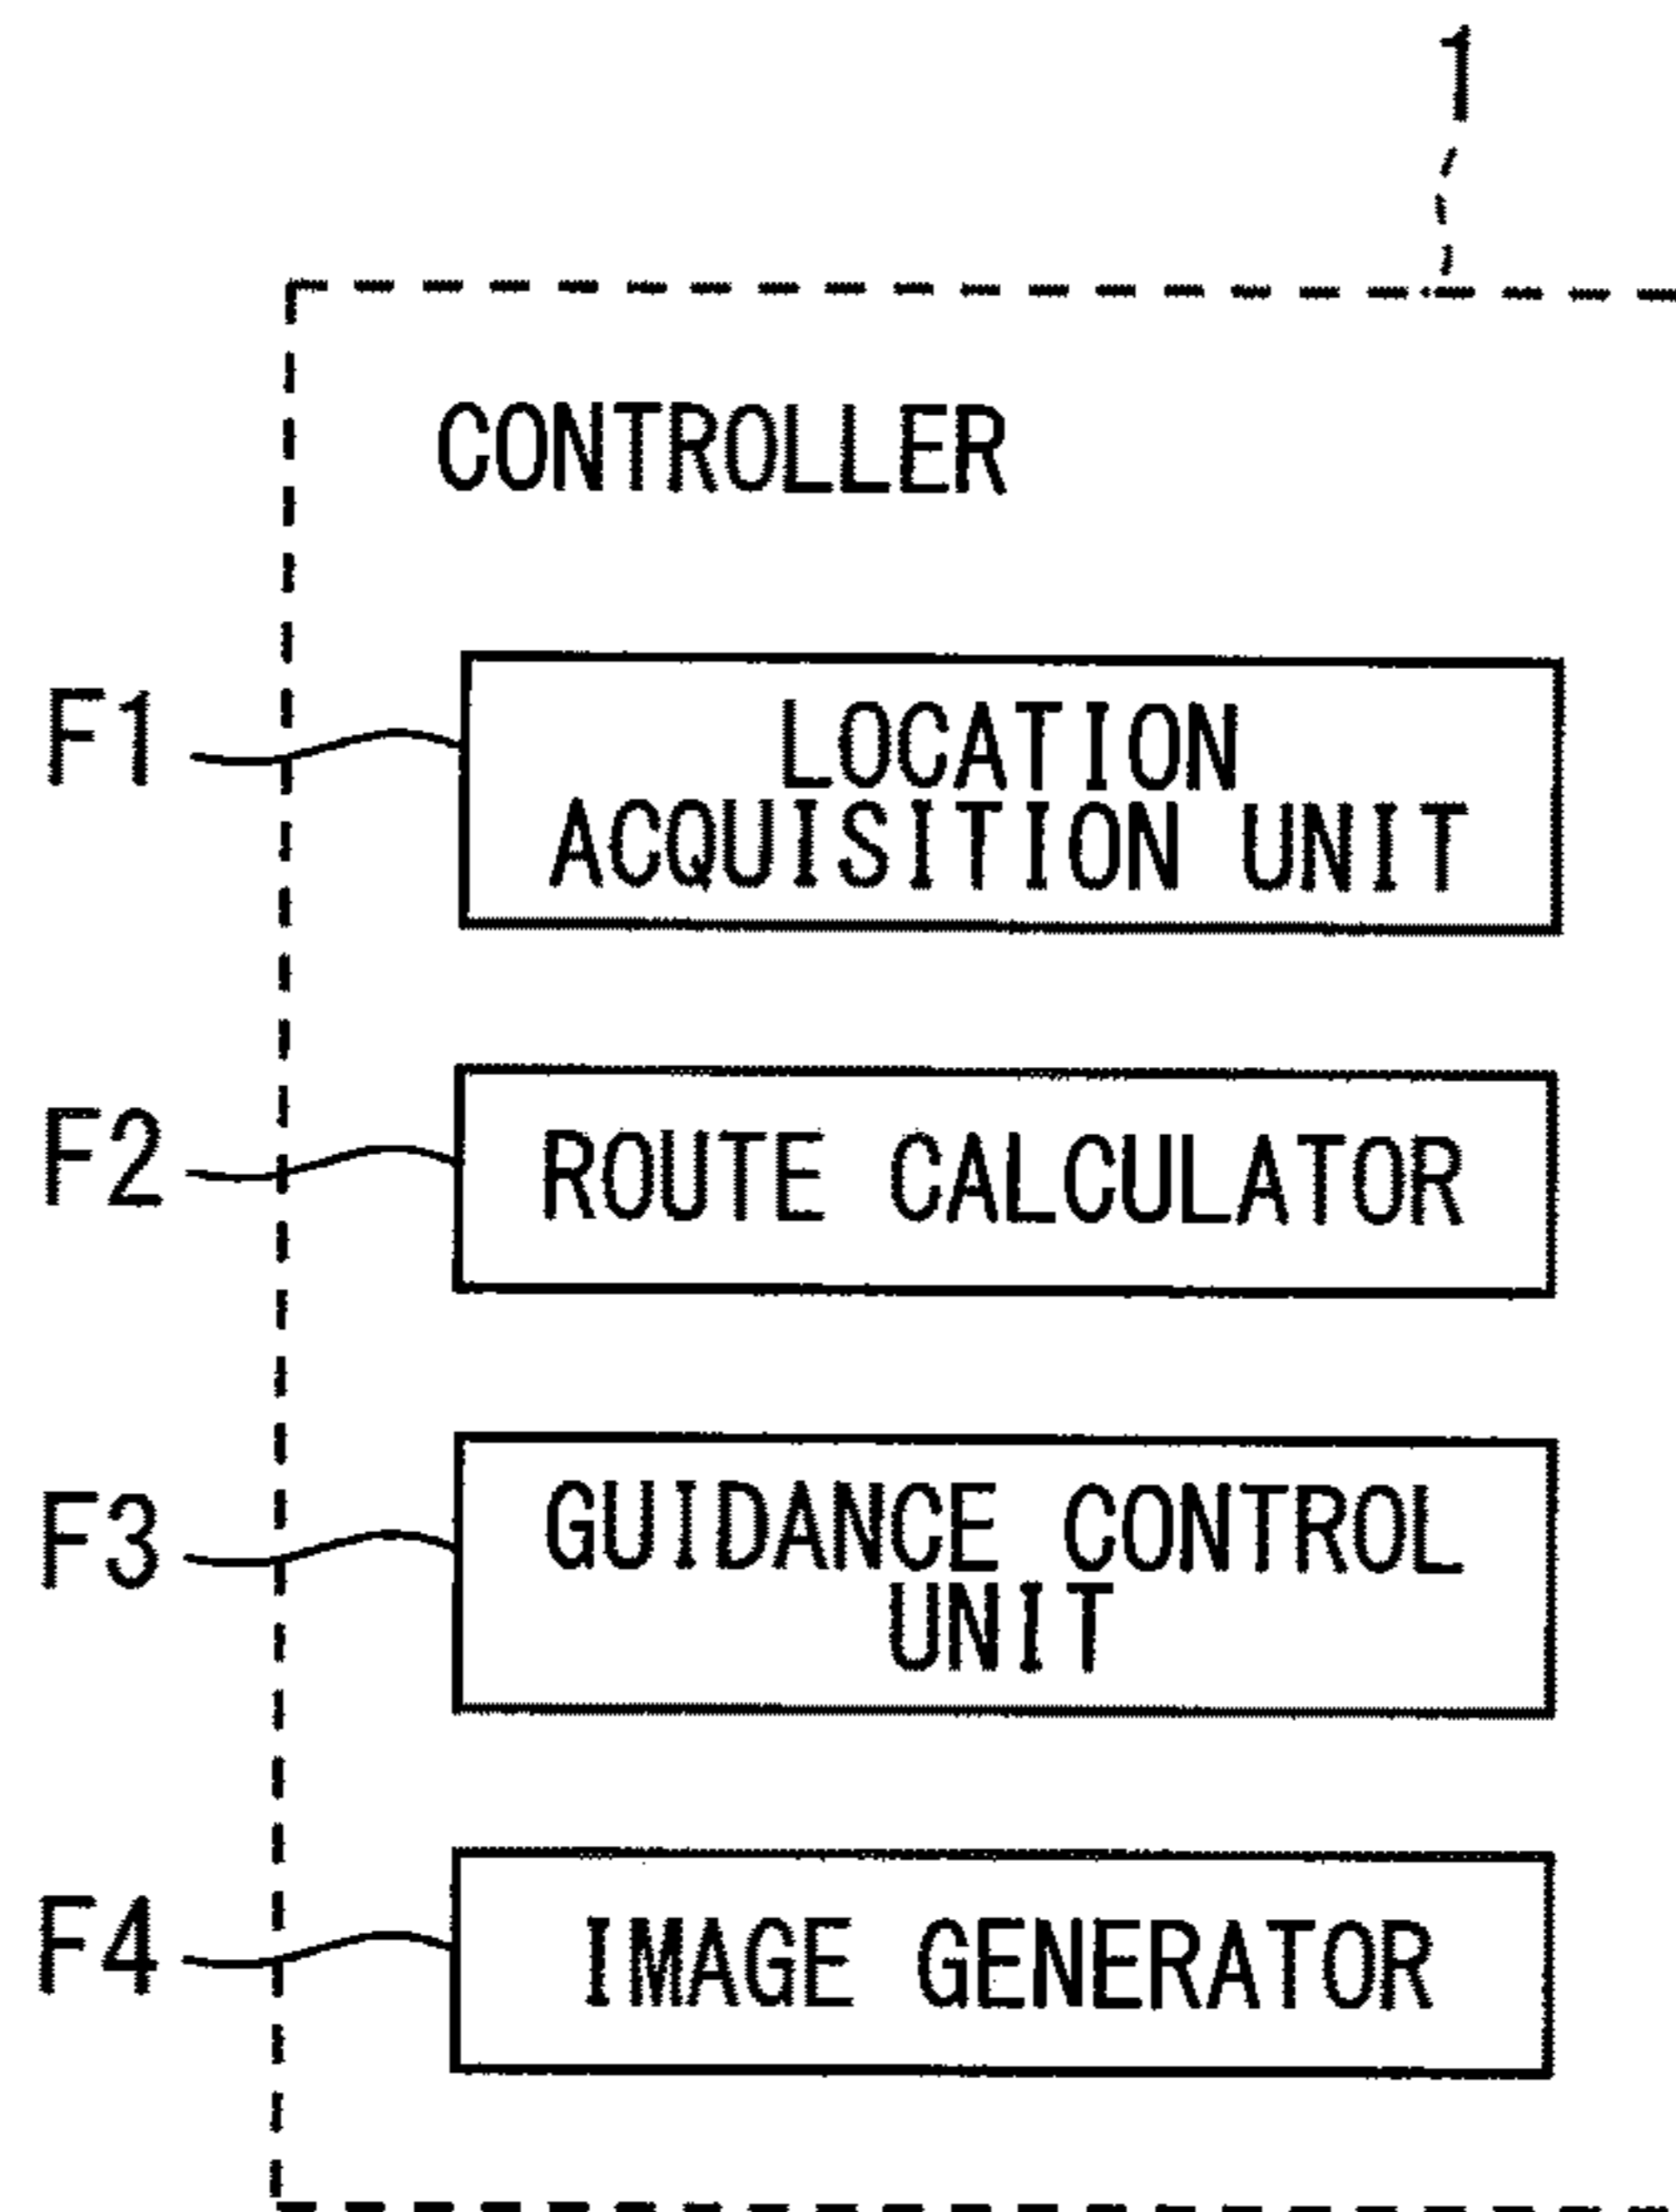 1
CONTROLLER
F1
LOCATION
ACQUISITION UNIT
F2
ROUTE CALCULATOR
F3
GUIDANCE CONTROL
UNIT
F4
IMAGE GENERATOR